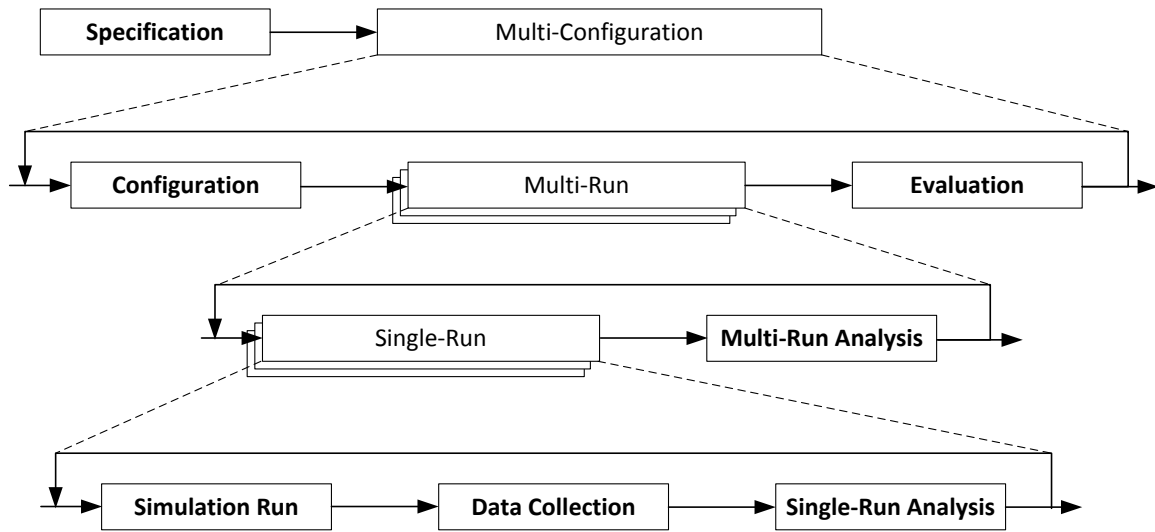 Specification
Multi-Configuration
Configuration
Multi-Run
Evaluation
Single-Run
Multi-Run Analysis
Simulation Run
Data Collection
Single-Run Analysis